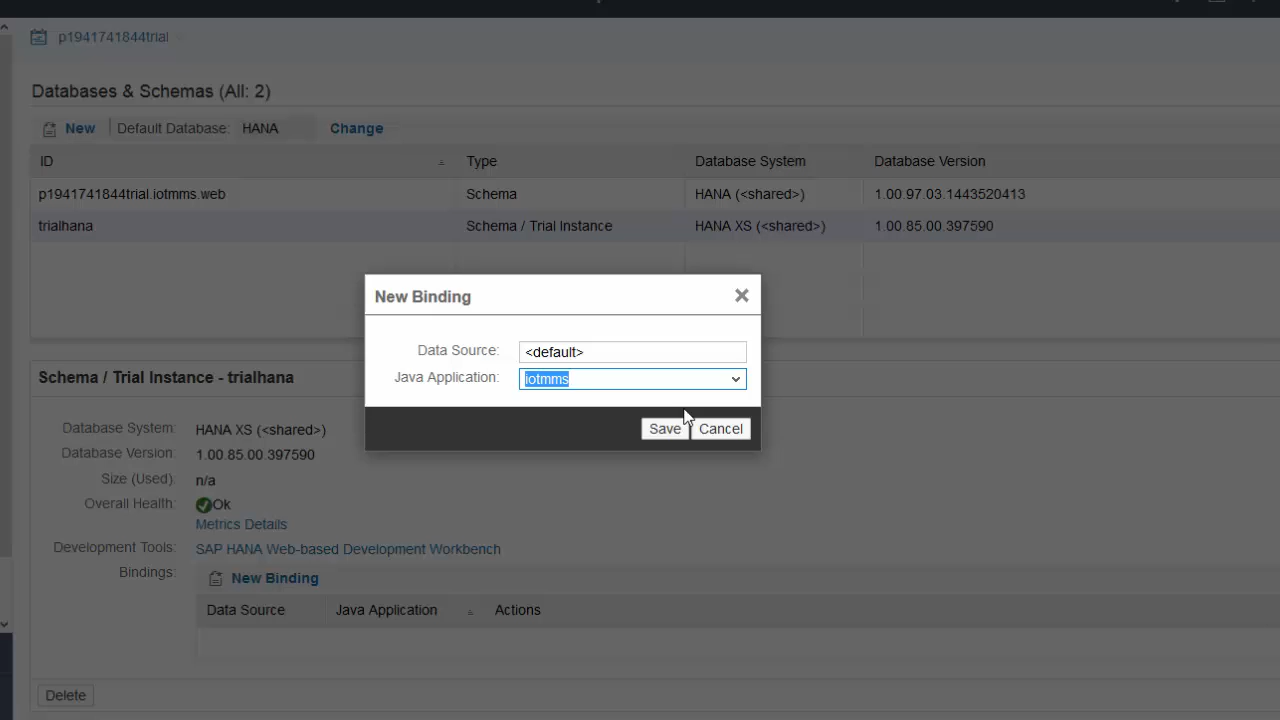 p1941741844trial
Databases & Schemas (All: 2)
New Default Database: HANA Change
ID Type Database System Database Version
p1941741844trial.iotmms.web Schema HANA (<shared>) 1.00.97.03.1443520413
trialhana Schema / Trial Instance HANA XS (<shared>) 1.00.85.00.397590
New Binding
Data Source: <default>
Java Application: iotmms
Save Cancel
Schema / Trial Instance - trialhana
Database System: HANA XS (<shared>)
Database Version: 1.00.85.00.397590
Size (Used): n/a
Overall Health: Ok
Metrics Details
Development Tools: SAP HANA Web-based Development Workbench
Bindings: New Binding
Data Source Java Application Actions
Delete